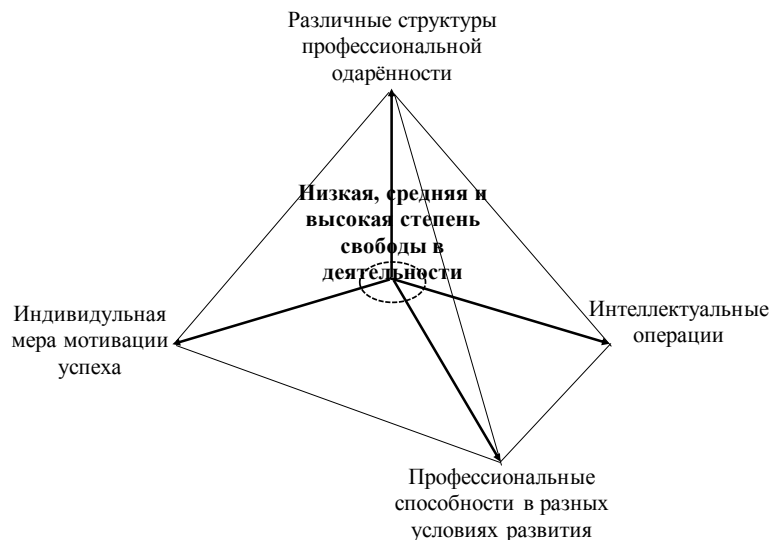 Различные структуры
профессиональной
одарённости
Низкая, средняя и
высокая степень
свободы в
деятельности
Индивидульная
мера мотивации
успеха
Интеллектуальные
операции
Профессиональные
способности в разных
условиях развития